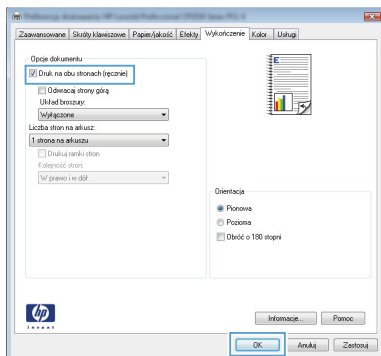 Zaawansowane Skróty klawiszowe Papier/jakość Efekty Wykończenie Kolor Usługi
Opcje dokumentu
Druk na obu stronach (ręcznie)
Odwracaj strony górą
Układ broszury:
Wyłączone
Liczba stron na arkusz:
1 strona na arkuszu
Drukuj ramki stron
Kolejność stron:
W prawo i w dół
E
Orientacja
Pionowa
Pozioma
Obróć o 180 stopni
hp
invent
Informacje... Pomoc
OK Anuluj Zastosuj